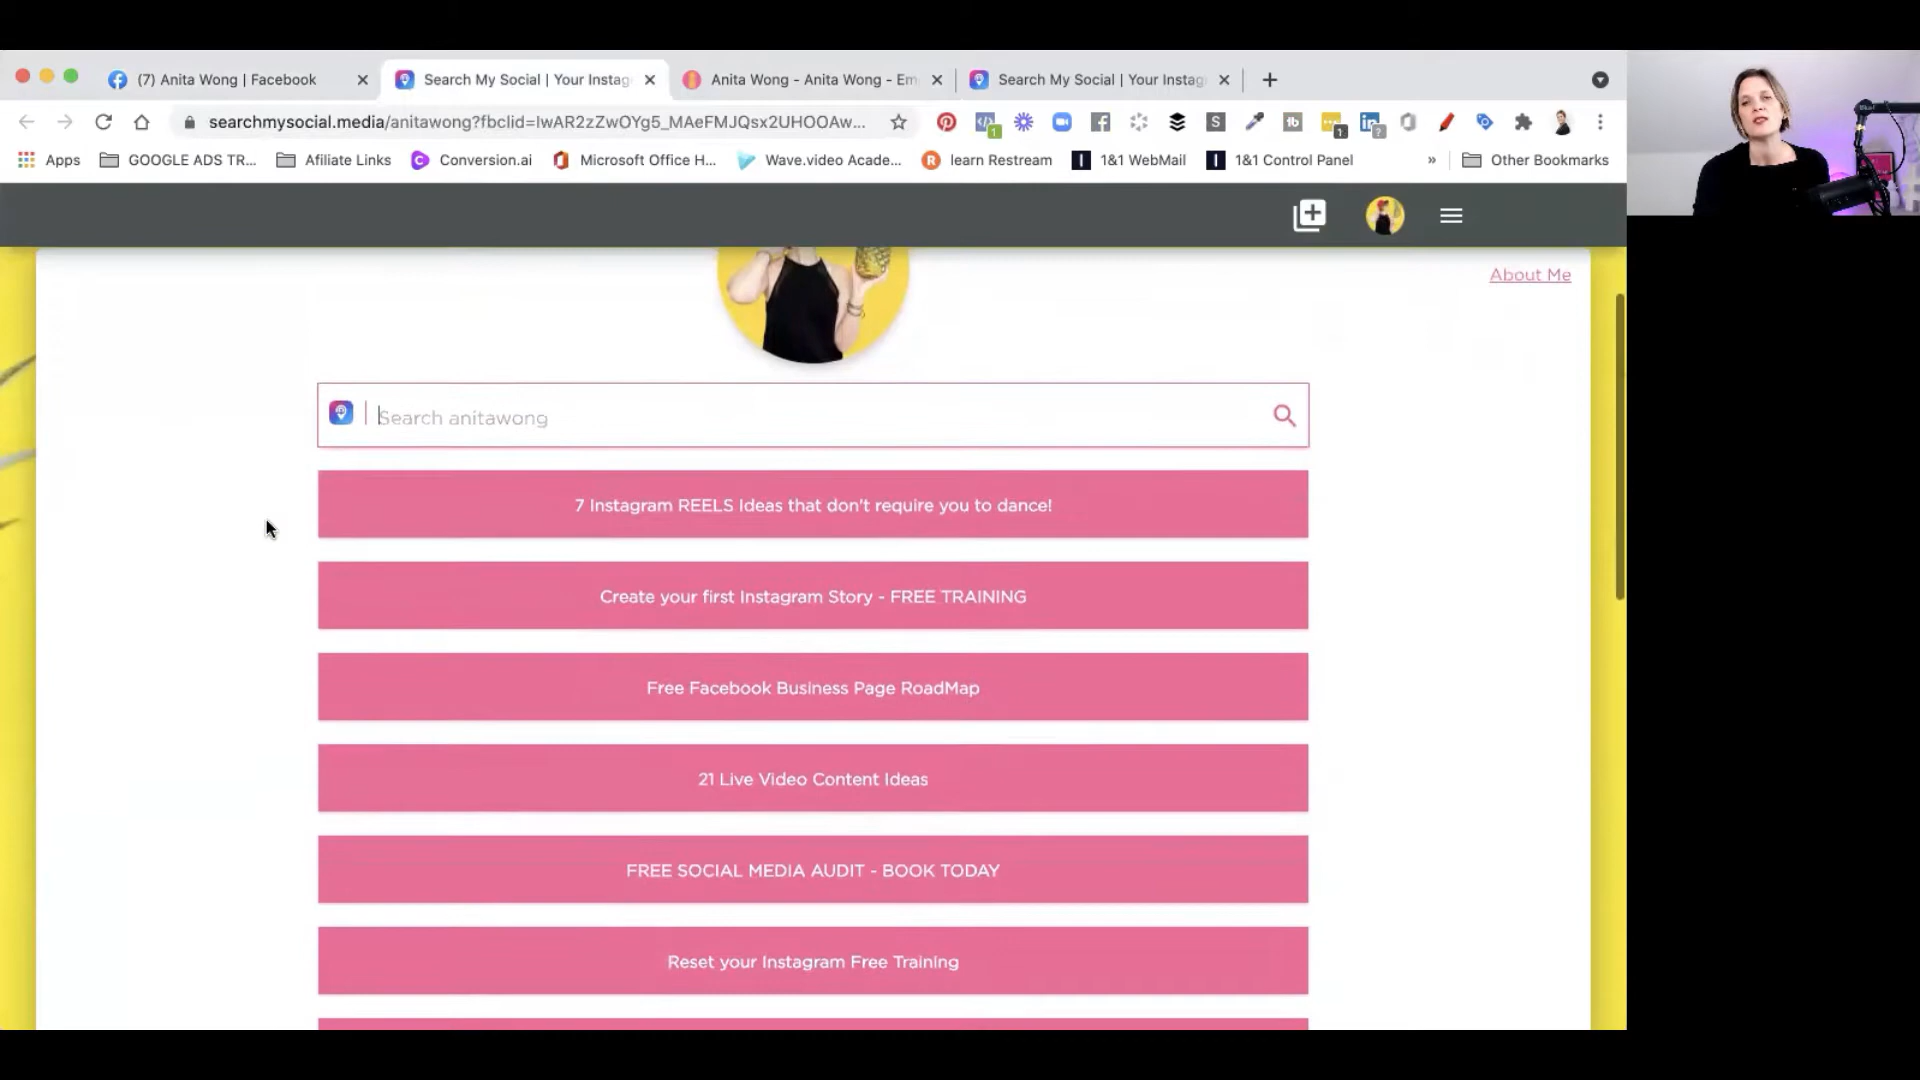 (7) Anita Wong | Facebook
Search My Social | Your Instag
Anita Wong - Anita Wong - Em
Search My Social | Your Instag
searchmysocial.media/anitawong?fbclid=IwAR2zZwOYg5_MAeFMJQsx2UHOOAw...
Apps
GOOGLE ADS TR...
Afiliate Links
Conversion.ai
Microsoft Office H...
Wave.video Acade...
learn Restream
1&1 WebMail
1&1 Control Panel
»
Other Bookmarks
About Me
Search anitawong
7 Instagram REELS Ideas that don't require you to dance!
Create your first Instagram Story - FREE TRAINING
Free Facebook Business Page RoadMap
21 Live Video Content Ideas
FREE SOCIAL MEDIA AUDIT - BOOK TODAY
Reset your Instagram Free Training